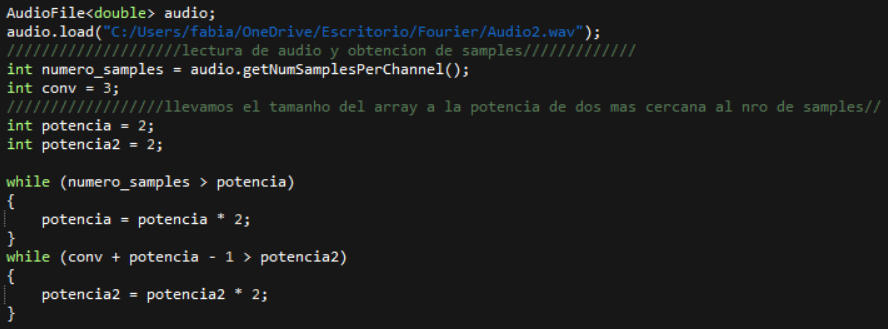 AudioFile<double> audio;
audio.load("C:/Users/fabia/OneDrive/Escritorio/Fourier/Audio2.wav");
////////////////////lectura de audio y obtencion de samples/////////////
int numero_samples = audio.getNumSamplesPerChannel();
int conv = 3;
//////////////////llevamos el tamanho del array a la potencia de dos mas cercana al nro de samples//
int potencia = 2;
int potencia2 = 2;
while (numero_samples > potencia)
{
potencia = potencia * 2;
}
while (conv + potencia - 1 > potencia2)
{
potencia2 = potencia2 * 2;
}